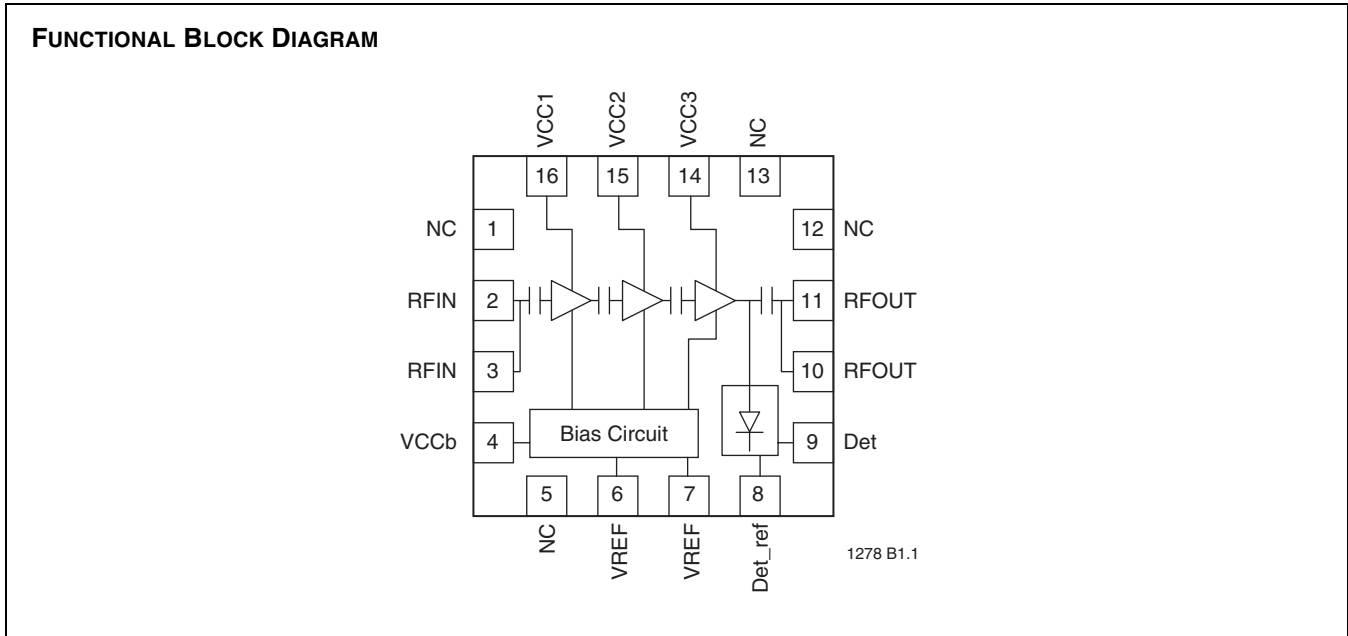 FUNCTIONAL BLOCK DIAGRAM
VCC1
VCC2
VCC3
NC
16
15
14
13
NC
1
12
NC
RFIN
2
11
RFOUT
RFIN
3
10
RFOUT
VCCb
4
Bias Circuit
9
Det
5
6
7
8
NC
VREF
VREF
Det_ref
1278 B1.1